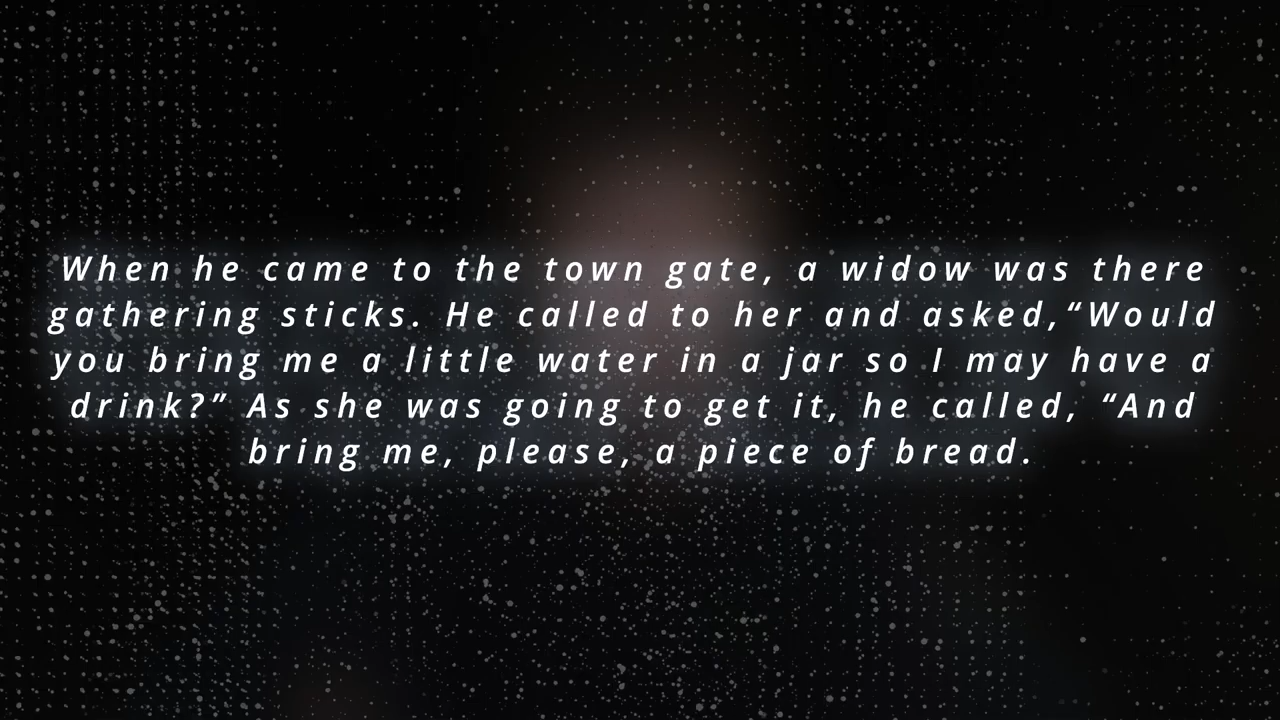 When he came to the town gate, a widow was there
gathering sticks. He called to her and asked,“Would
you bring me a little water in a jar so I may have a
drink?” As she was going to get it, he called, “And
bring me, please, a piece of bread.